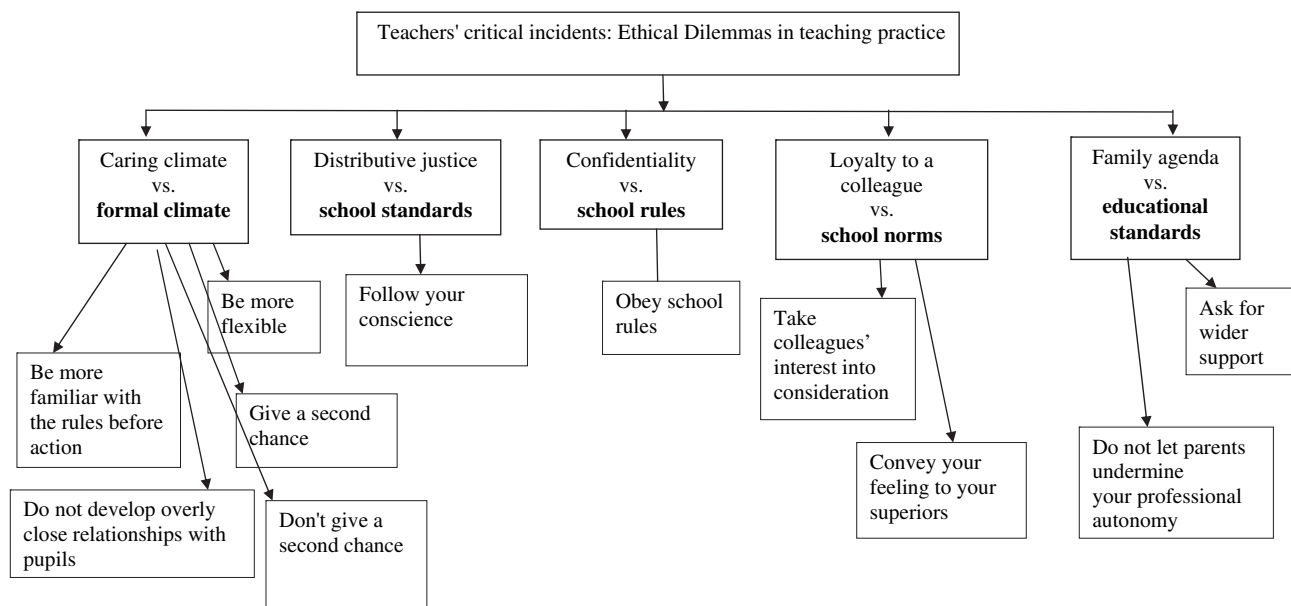 Teachers' critical incidents: Ethical Dilemmas in teaching practice
Caring climate
vs.
formal climate
Distributive justice
vs.
school standards
Confidentiality
vs.
school rules
Loyalty to a
colleague
vs.
school norms
Family agenda
vs.
educational
standards
Be more
flexible
Follow your
conscience
Obey school
rules
Take
colleagues’
interest into
consideration
Ask for
wider
support
Be more
familiar with
the rules before
action
Give a second
chance
Convey your
feeling to your
superiors
Do not let parents
undermine
your professional
autonomy
Do not develop overly
close relationships with
pupils
Don't give a
second chance